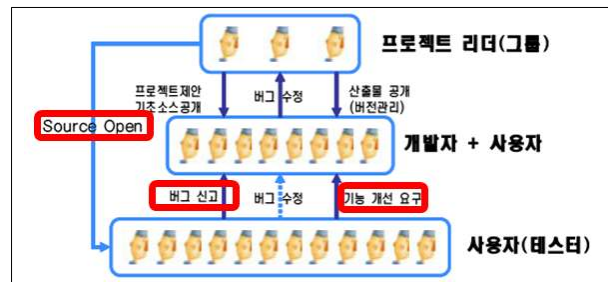 프로젝트 리더(그룹)
프로젝트제안
기초소스공개
버그 수정
산출물 공개
(버전관리)
Source Open
개발자 + 사용자
버그 신고
버그 수정
기능 개선 요구
사용자(테스터)